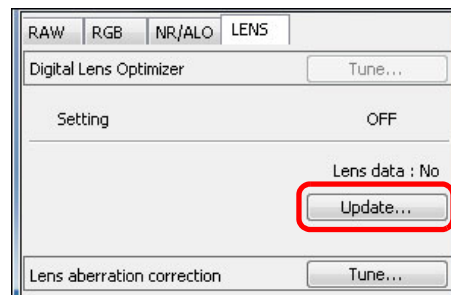 RAW RGB NR/ALO LENS
Digital Lens Optimizer Tune...
Setting OFF
Lens data : No
Update...
Lens aberration correction Tune...